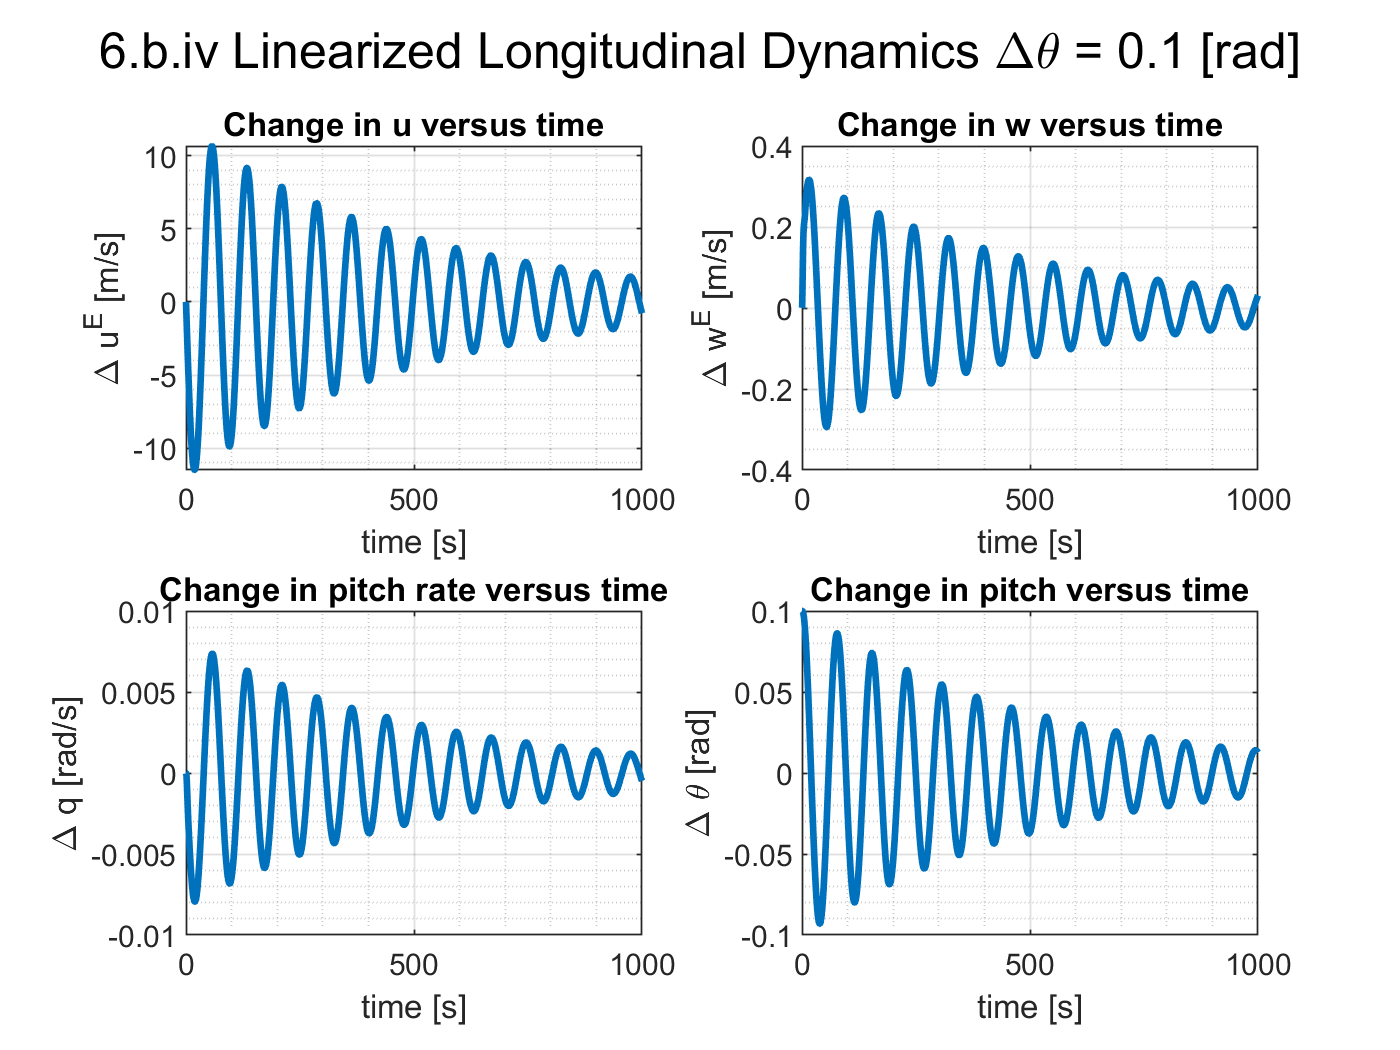 6.b.iv Linearized Longitudinal Dynamics Δθ = 0.1 [rad]
Change in u versus time
10
5
0
-5
-10
Δ u^E [m/s]
0 500 1000
time [s]
Change in w versus time
0.4
0.2
0
-0.2
-0.4
Δ w^E [m/s]
0 500 1000
time [s]
Change in pitch rate versus time
0.01
0.005
0
-0.005
-0.01
Δ q [rad/s]
0 500 1000
time [s]
Change in pitch versus time
0.1
0.05
0
-0.05
-0.1
Δ θ [rad]
0 500 1000
time [s]